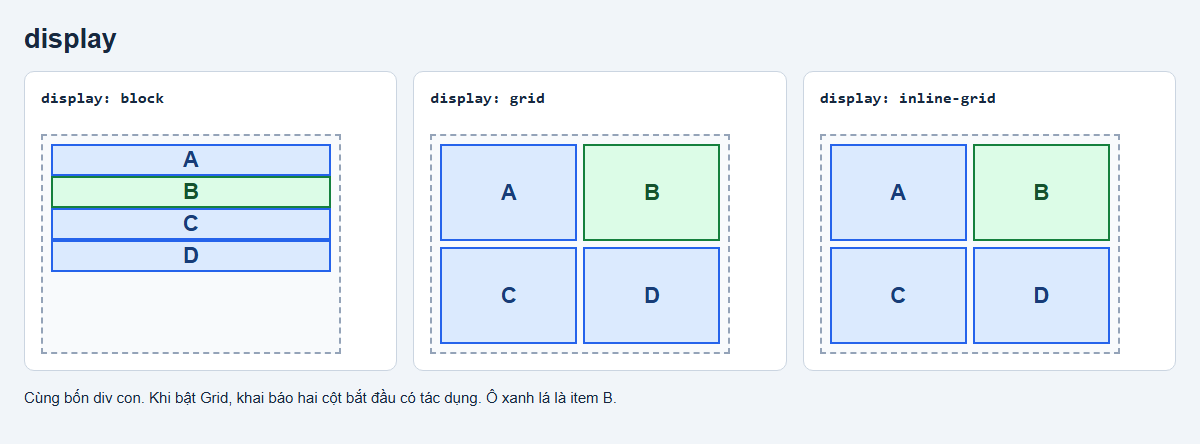 display
display: block
A
B
C
D
display: grid
A B
C D
display: inline-grid
A B
C D
Cùng bốn div con. Khi bật Grid, khai báo hai cột bắt đầu có tác dụng. Ô xanh lá là item B.